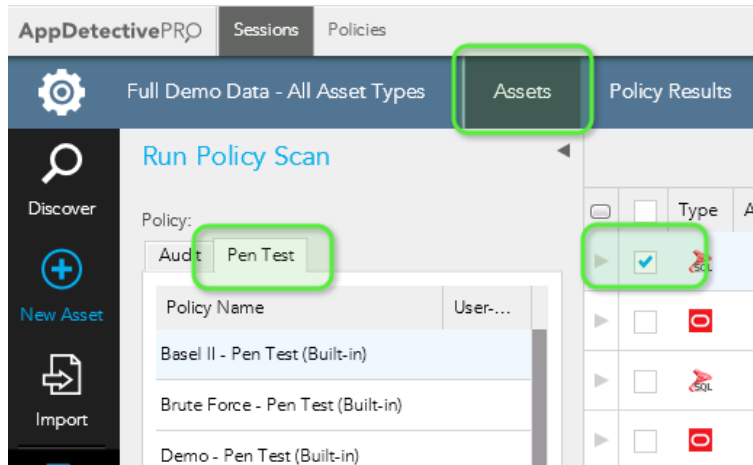 AppDetectivePRO Sessions Policies
Full Demo Data - All Asset Types Assets Policy Results
Run Policy Scan
Discover
Policy:
Type A
Audit Pen Test
SQL
New Asset
Policy Name User-...
Basel II - Pen Test (Built-in)
SQL
Import
Brute Force - Pen Test (Built-in)
Demo - Pen Test (Built-in)